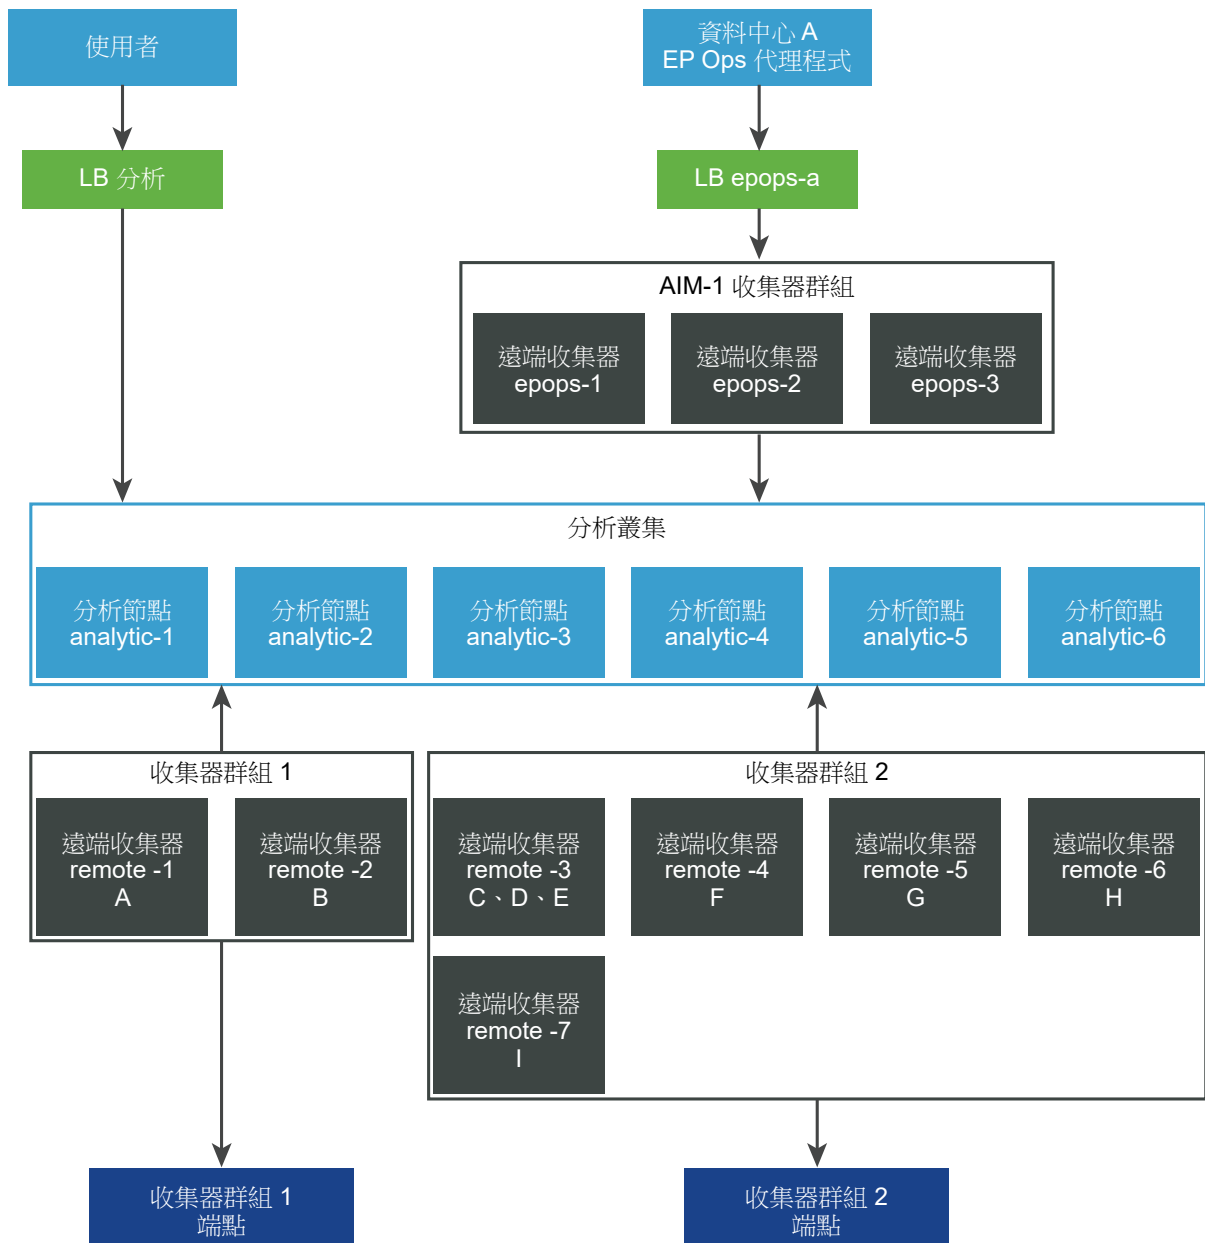 使用者
資料中心 A
EP Ops 代理程式
LB 分析
LB epops-a
AIM-1 收集器群組
遠端收集器
epops-1
遠端收集器
epops-2
遠端收集器
epops-3
分析叢集
分析節點
analytic-1
分析節點
analytic-2
分析節點
analytic-3
分析節點
analytic-4
分析節點
analytic-5
分析節點
analytic-6
收集器群組 1
遠端收集器
remote -1
A
遠端收集器
remote -2
B
收集器群組 2
遠端收集器
remote -3
C、D、E
遠端收集器
remote -4
F
遠端收集器
remote -5
G
遠端收集器
remote -6
H
遠端收集器
remote -7
I
收集器群組 1
端點
收集器群組 2
端點